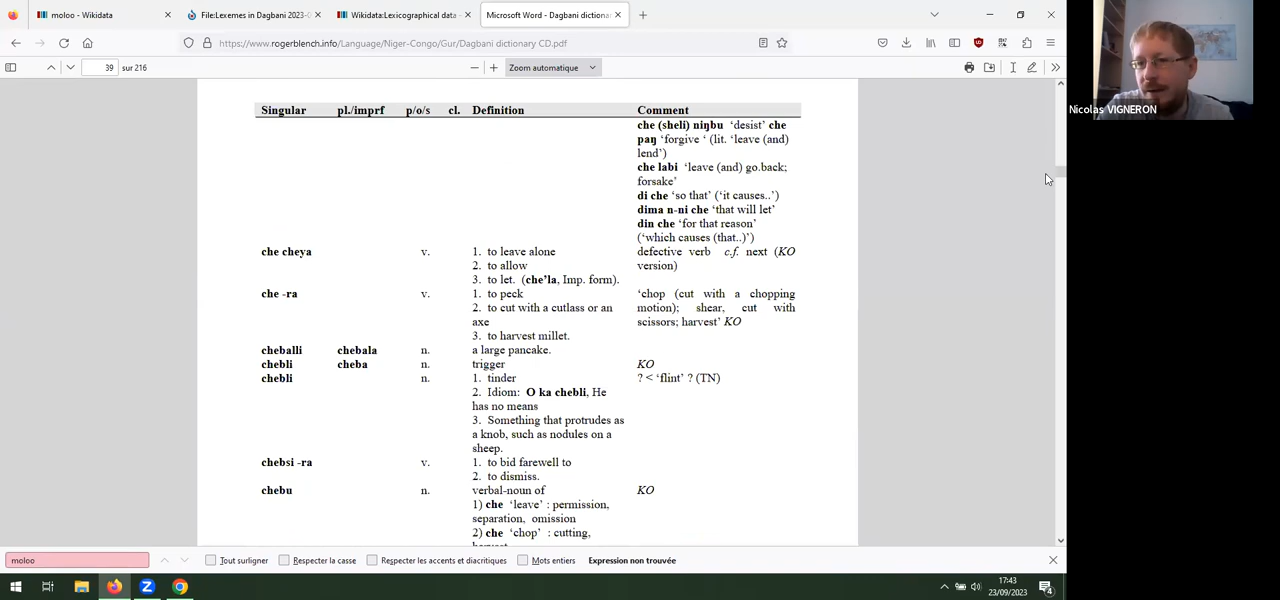 moloo - Wikidata
File:Lexemes in Dagbani 2023-0
Wikidata:Lexicographical data
Microsoft Word - Dagbani dictionar
https://www.rogerblench.info/Language/Niger-Congo/Gur/Dagbani dictionary CD.pdf
39 sur 216
Zoom automatique
Nicolas VIGNERON
Singular pl./imprf p/o/s cl. Definition Comment
che (sheli) niŋbu ‘desist’ che
paŋ ‘forgive ‘ (lit. ‘leave (and)
lend’)
che labi ‘leave (and) go.back;
forsake’
di che ‘so that’ (‘it causes..’)
dima n-ni che ‘that will let’
din che ‘for that reason’
(‘which causes (that..)’)
che cheya v. 1. to leave alone defective verb c.f. next (KO
2. to allow version)
3. to let. (che’la, Imp. form).
che -ra v. 1. to peck ‘chop (cut with a chopping
2. to cut with a cutlass or an motion); shear, cut with
axe scissors; harvest’ KO
3. to harvest millet.
cheballi chebala n. a large pancake.
chebli cheba n. trigger KO
chebli n. 1. tinder ? < ‘flint’ ? (TN)
2. Idiom: O ka chebli, He
has no means
3. Something that protrudes as
a knob, such as nodules on a
sheep.
chebsi -ra v. 1. to bid farewell to
2. to dismiss.
chebu n. verbal-noun of KO
1) che ‘leave’ : permission,
separation, omission
2) che ‘chop’ : cutting,
moloo
Tout surligner
Respecter la casse
Respecter les accents et diacritiques
Mots entiers
Expression non trouvée
17:43
23/09/2023
4